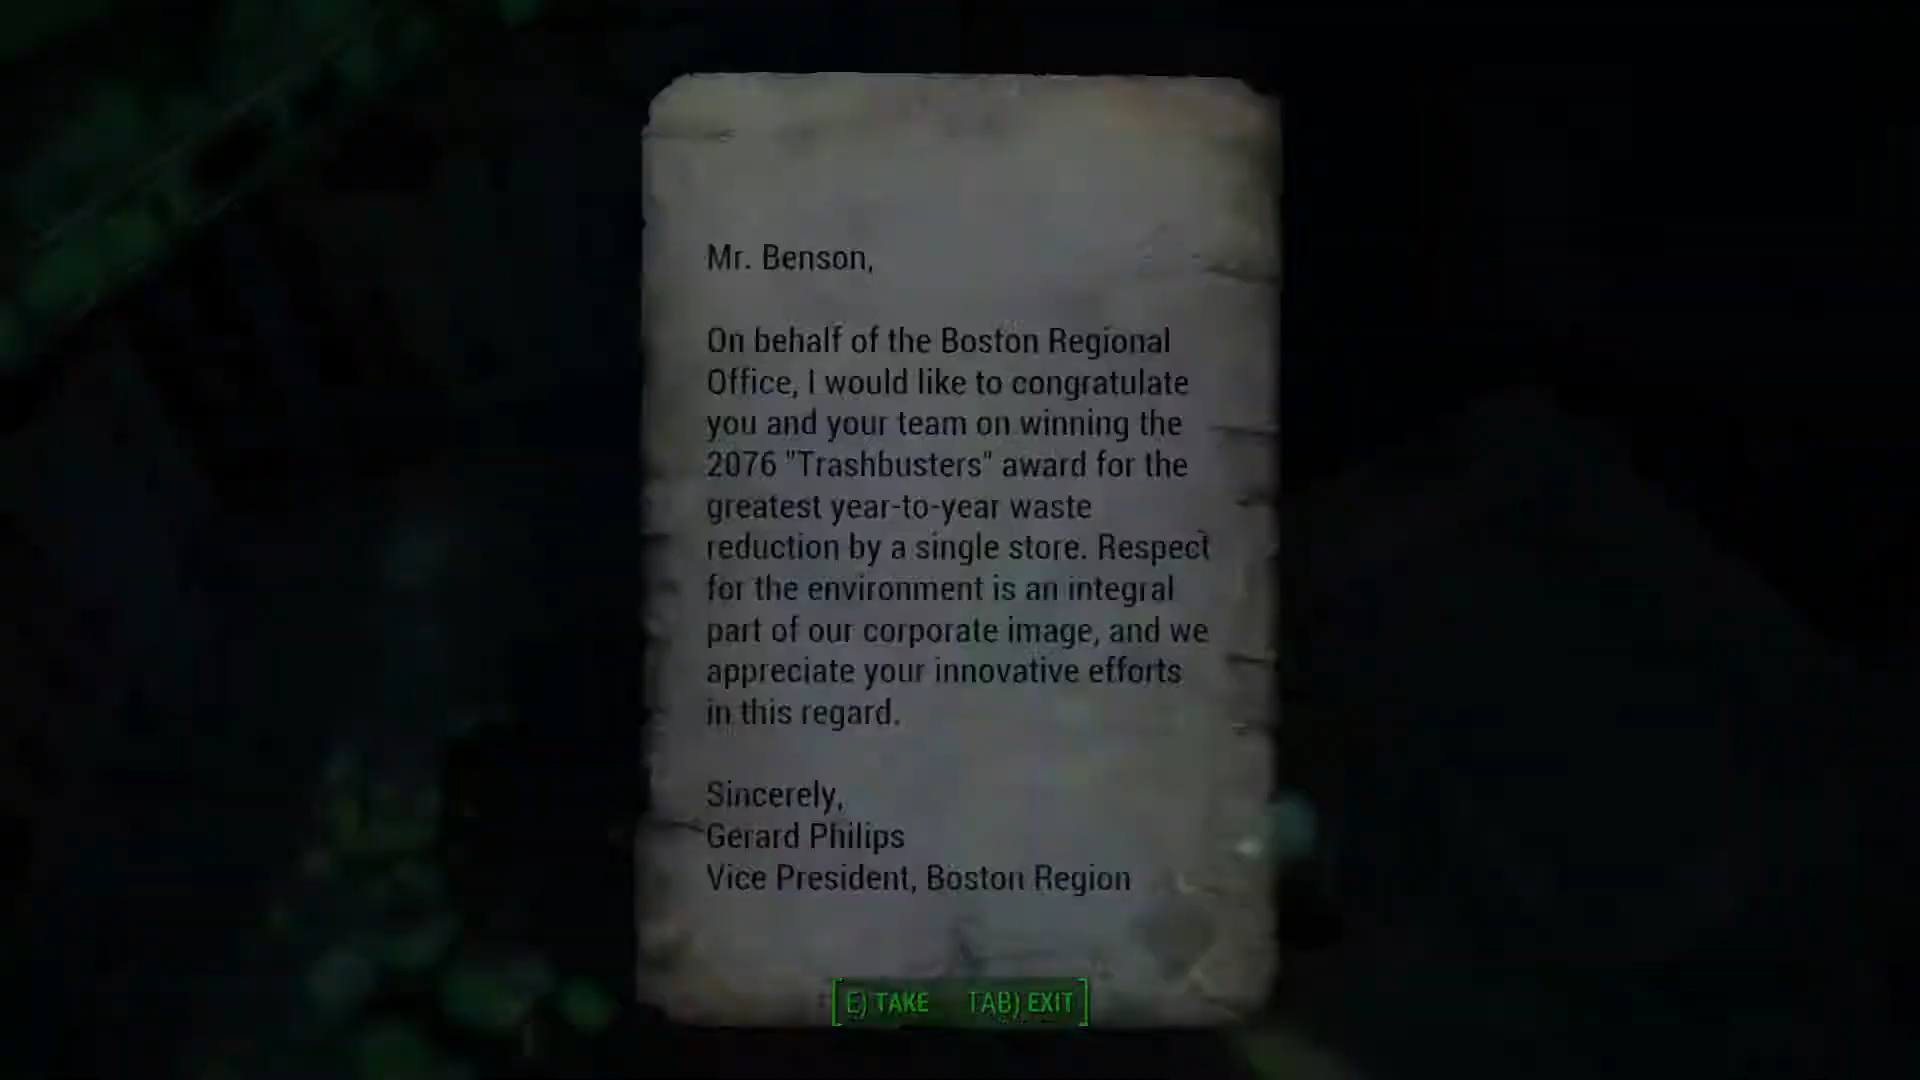 Mr. Benson,
On behalf of the Boston Regional
Office, I would like to congratulate
you and your team on winning the
2076 "Trashbusters" award for the
greatest year-to-year waste
reduction by a single store. Respect
for the environment is an integral
part of our corporate image, and we
appreciate your innovative efforts
in this regard.
Sincerely,
Gerard Philips
Vice President, Boston Region
E) TAKE TAB) EXIT